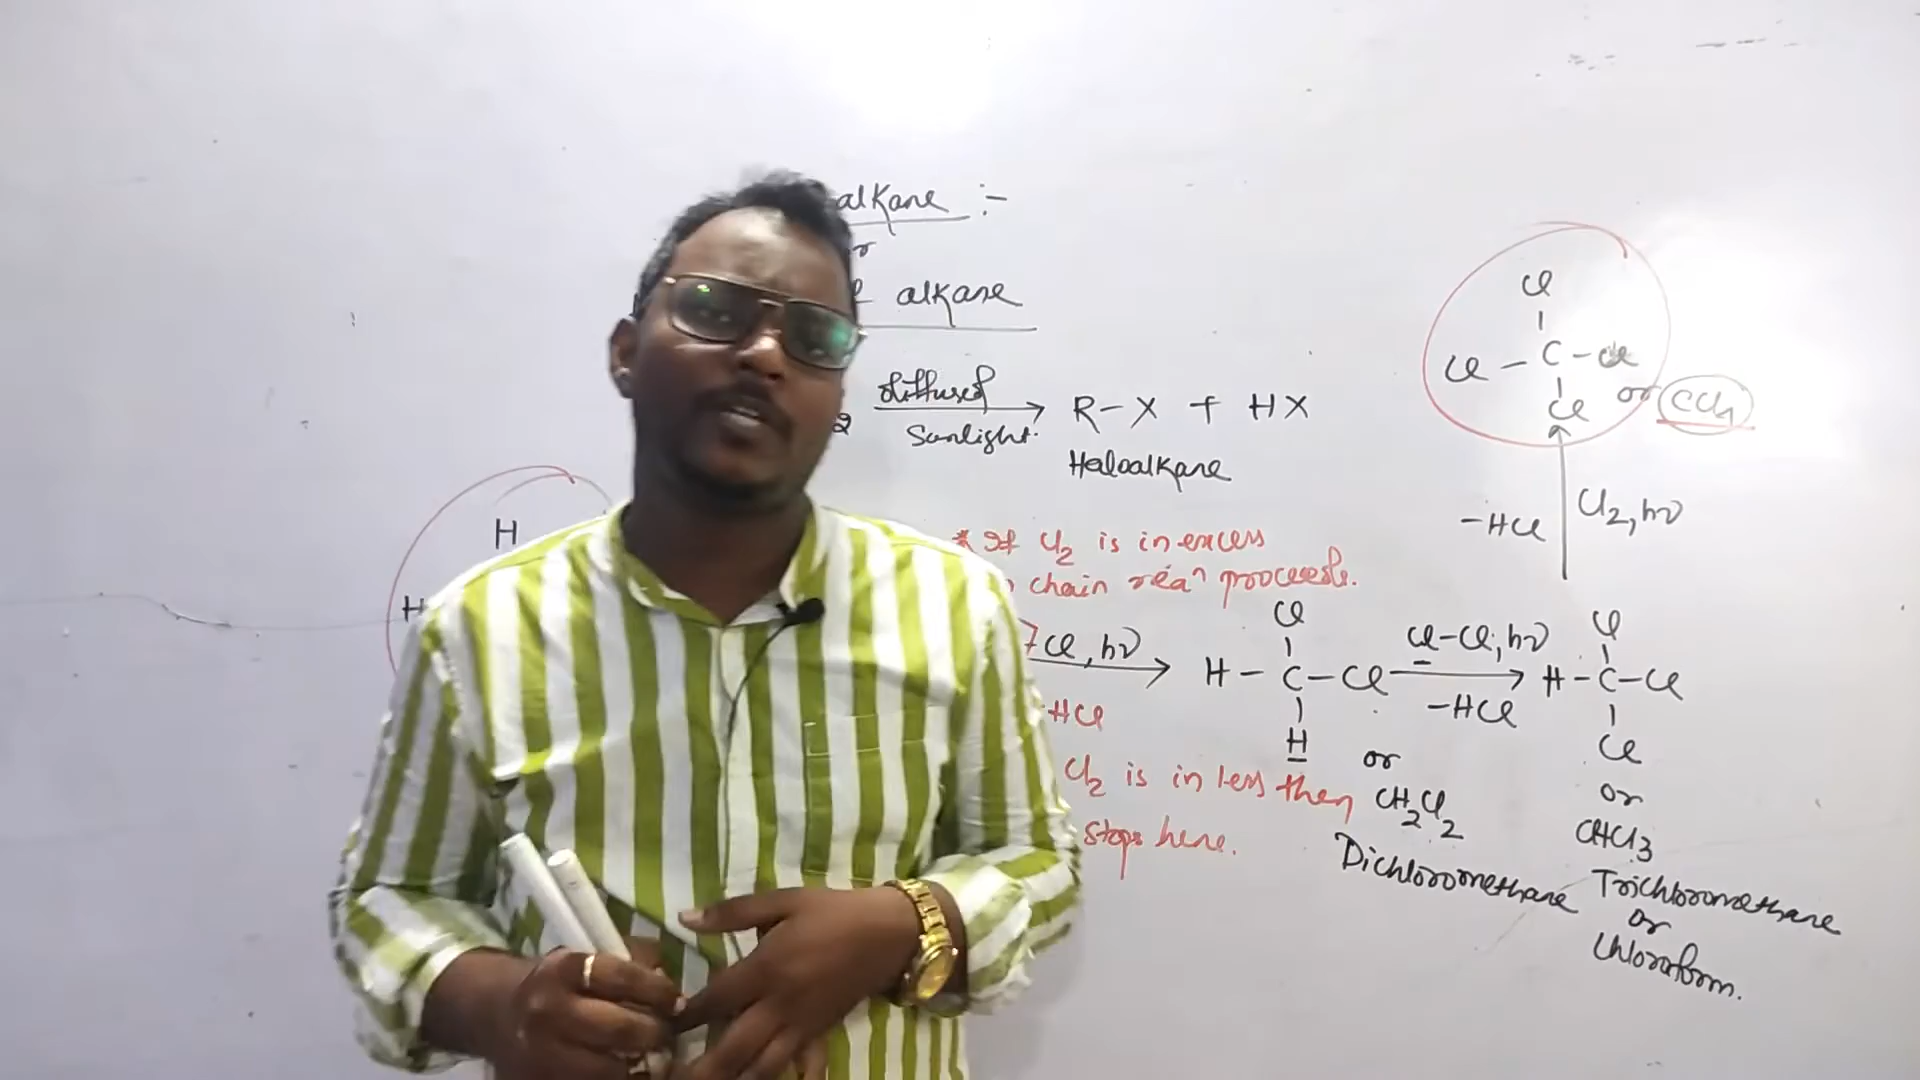 alkane :-
or
alkane
2 diffused R-X + HX
Sunlight.
Haloalkane
Cl
Cl - C - Cl
Cl
or CCl4
-HCl Cl2, hν
H
H
* If Cl2 is in excess
chain rea^n proceeds.
Cl, hν
-HCl
Cl
H - C - Cl
H
or
CH2Cl2
Dichloromethane
Cl-Cl, hν
-HCl
Cl
H - C - Cl
Cl
or
CHCl3
Trichloromethane
or
Chloroform.
Cl2 is in less then
stops here.